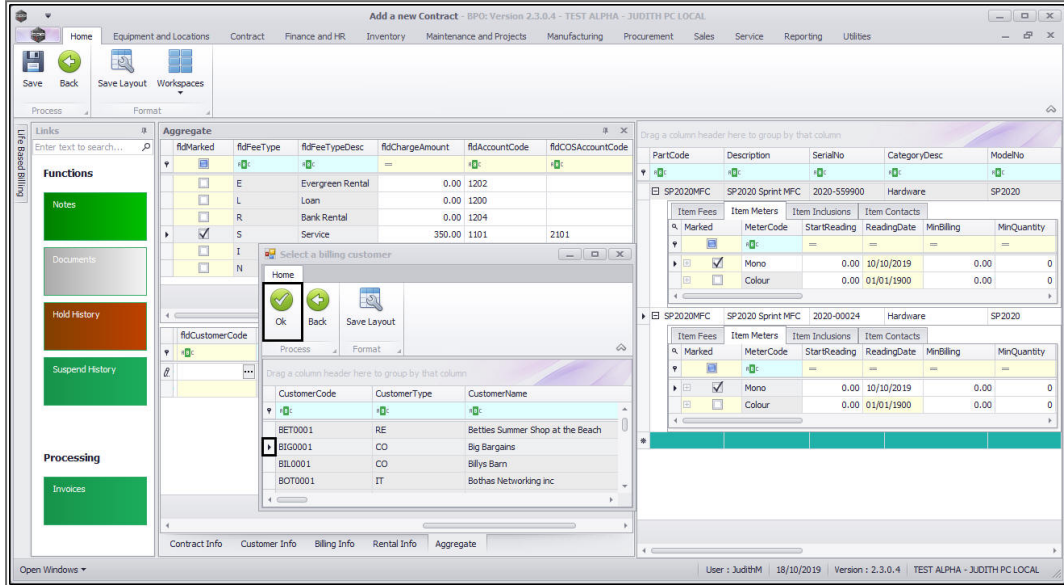 Add a new Contract - BPO: Version 2.3.0.4 - TEST ALPHA - JUDITH PC LOCAL
Home Equipment and Locations Contract Finance and HR Inventory Maintenance and Projects Manufacturing Procurement Sales Service Reporting Utilities
Save Back Save Layout Workspaces
Process Format
Life Based Billing
Links
Enter text to search...
Functions
Notes
Documents
Hold History
Suspend History
Processing
Invoices
Aggregate
fldMarked fldFeeType fldFeeTypeDesc fldChargeAmount fldAccountCode fldCOSAccountCode
E Evergreen Rental 0.00 1202
L Loan 0.00 1200
R Bank Rental 0.00 1204
S Service 350.00 1101 2101
I
N
fldCustomerCode
Select a billing customer
Home
Ok Back Save Layout
Process Format
Drag a column header here to group by that column
CustomerCode CustomerType CustomerName
BET0001 RE Betties Summer Shop at the Beach
BIG0001 CO Big Bargains
BIL0001 CO Billys Barn
BOT0001 IT Bothas Networking inc
Contract Info Customer Info Billing Info Rental Info Aggregate
Drag a column header here to group by that column
PartCode Description SerialNo CategoryDesc ModelNo
SP2020MFC SP2020 Sprint MFC 2020-559900 Hardware SP2020
Item Fees Item Meters Item Inclusions Item Contacts
Marked MeterCode StartReading ReadingDate MinBilling MinQuantity
Mono 0.00 10/10/2019 0.00 0
Colour 0.00 01/01/1900 0.00 0
SP2020MFC SP2020 Sprint MFC 2020-00024 Hardware SP2020
Item Fees Item Meters Item Inclusions Item Contacts
Marked MeterCode StartReading ReadingDate MinBilling MinQuantity
Mono 0.00 10/10/2019 0.00 0
Colour 0.00 01/01/1900 0.00 0
Open Windows User : JudithM 18/10/2019 Version : 2.3.0.4 TEST ALPHA - JUDITH PC LOCAL